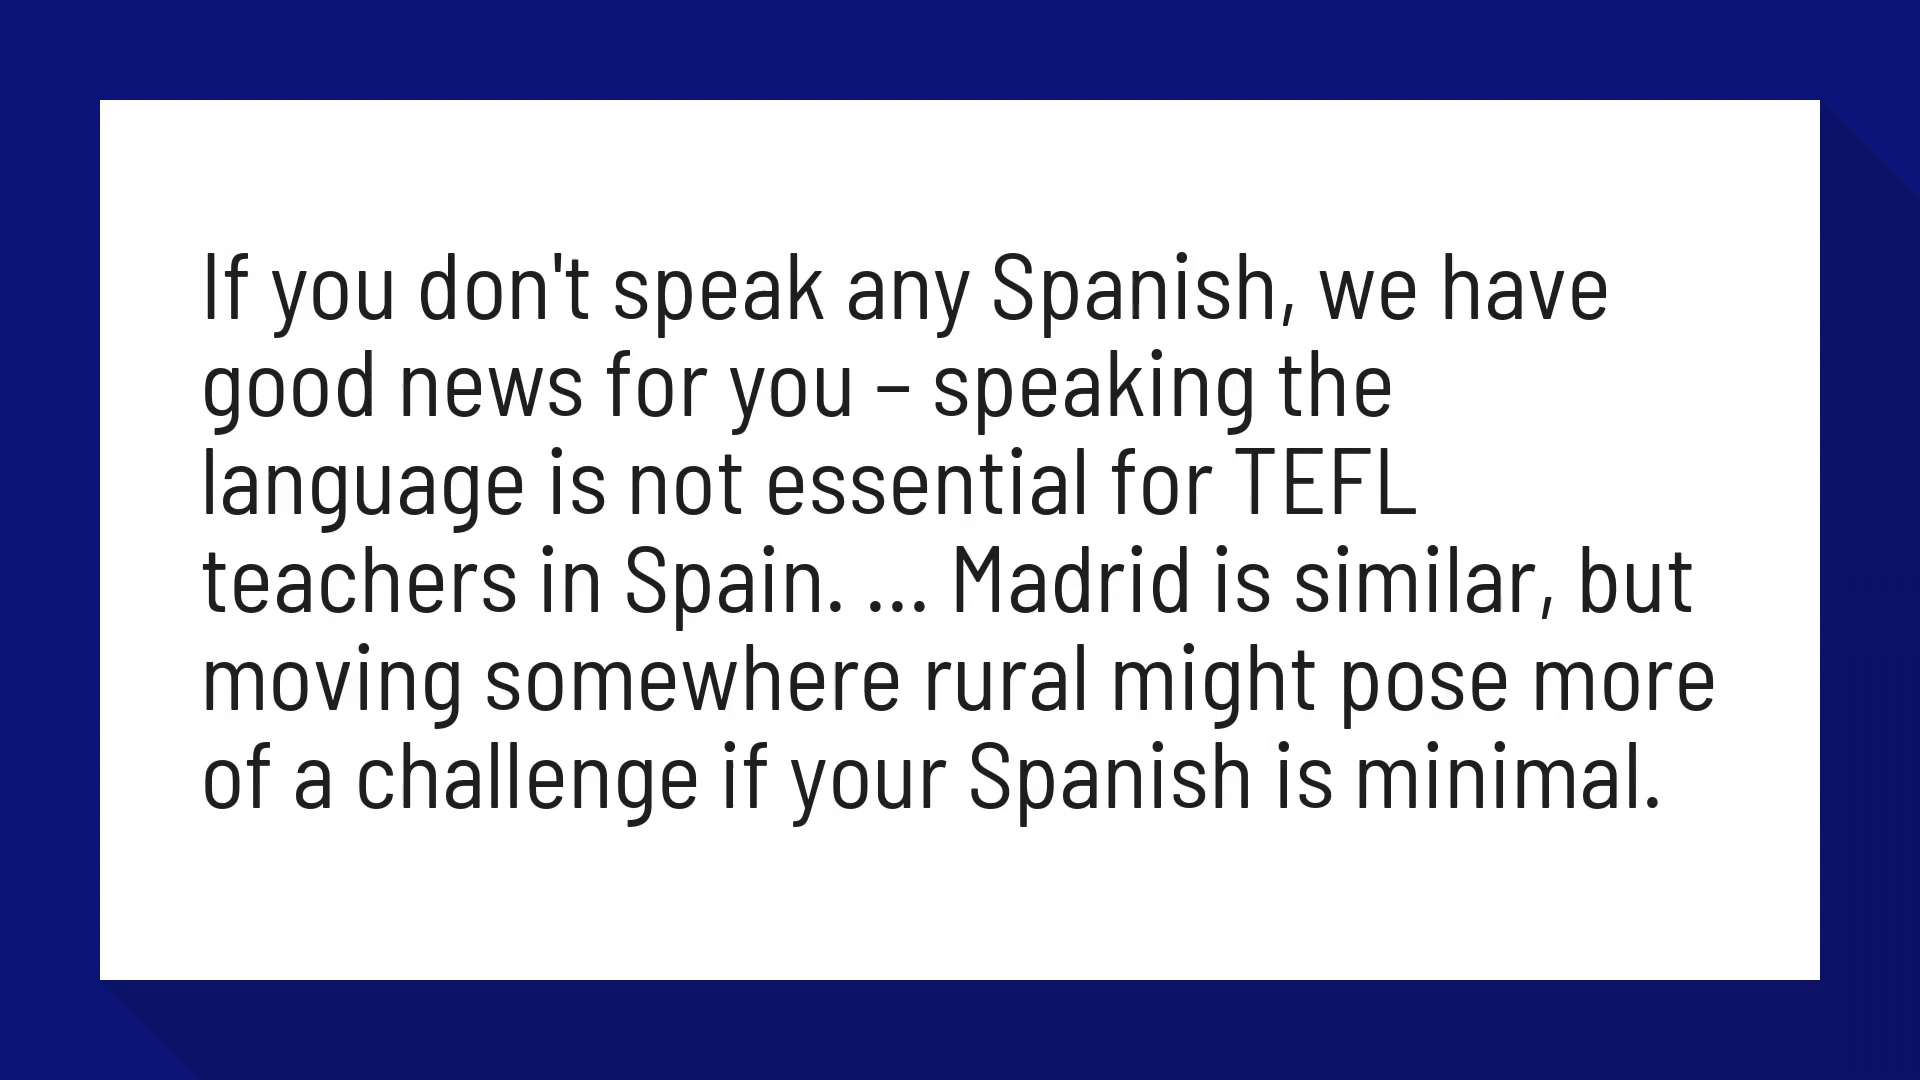 If you don't speak any Spanish, we have
good news for you – speaking the
language is not essential for TEFL
teachers in Spain. ... Madrid is similar, but
moving somewhere rural might pose more
of a challenge if your Spanish is minimal.